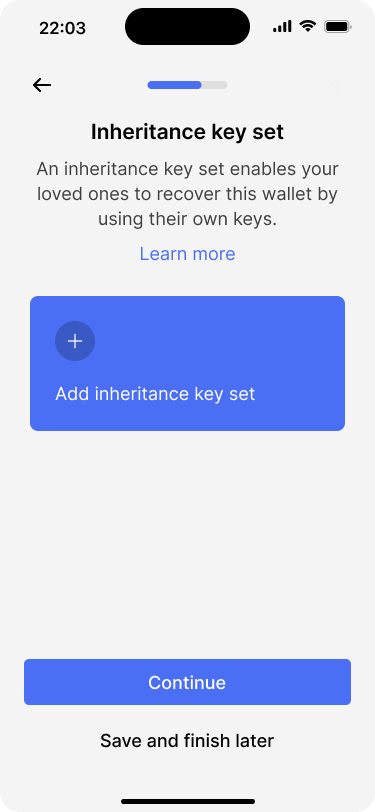 22:03
Inheritance key set
An inheritance key set enables your
loved ones to recover this wallet by
using their own keys.
Learn more
Add inheritance key set
Continue
Save and finish later